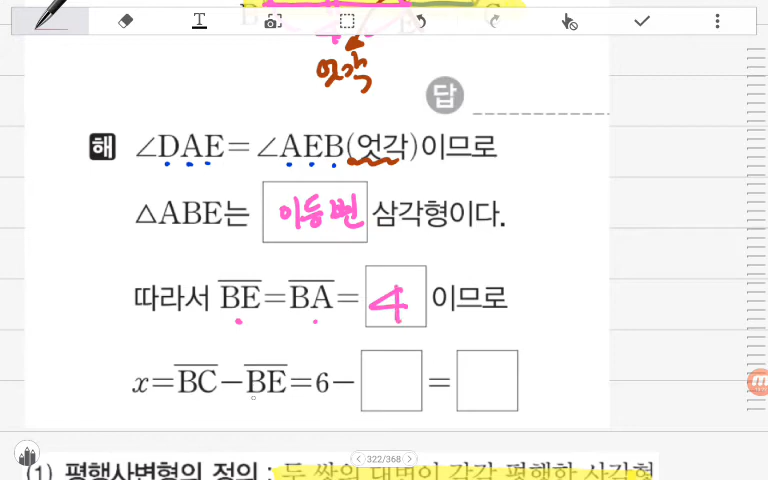 T
엇각
답
해 ∠DAE=∠AEB(엇각)이므로
△ABE는 이등변 삼각형이다.
따라서 BE=BA= 4 이므로
x=BC-BE=6- =
322/368
(1) 평행사변형의 정의 : 두 쌍의 대변이 각각 평행한 사각형